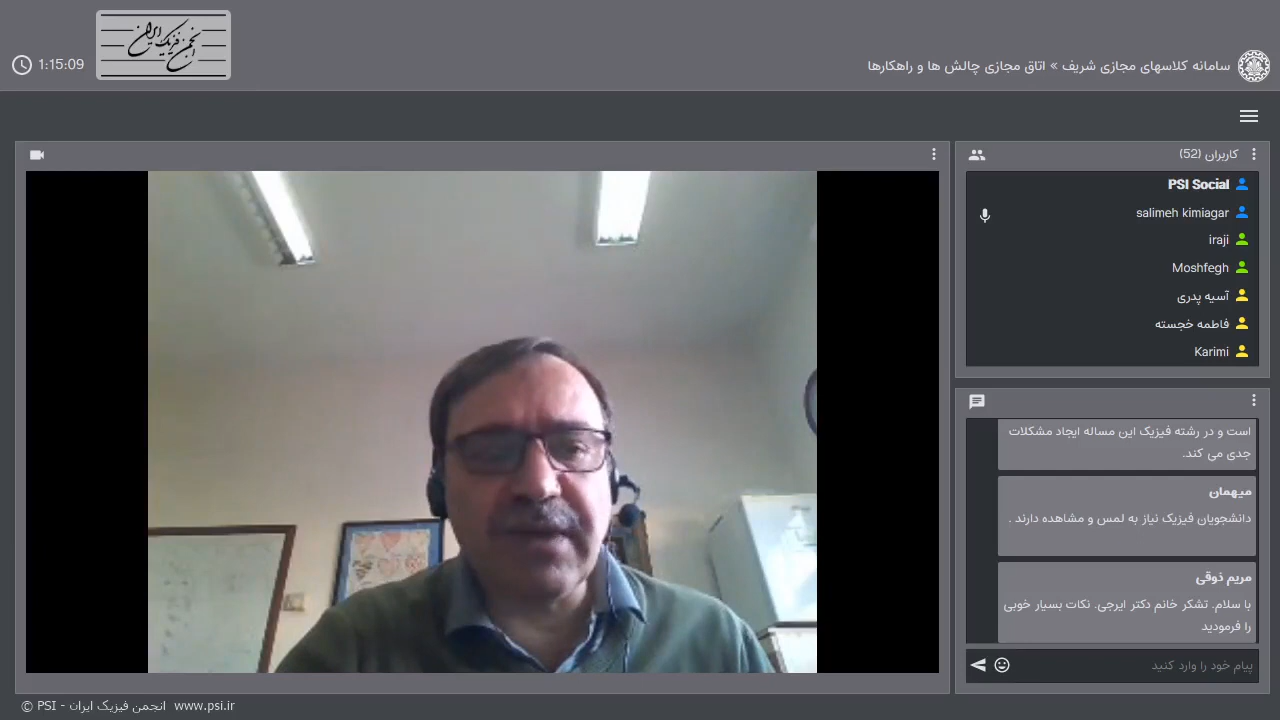 انجمن فیزیک ایران
1:15:09
سامانه کلاسهای مجازی شریف » اتاق مجازی چالش ها و راهکارها
کاربران (52)
PSI Social
salimeh kimiagar
iraji
Moshfegh
آسیه پدری
فاطمه خجسته
Karimi
است و در رشته فیزیک این مساله ایجاد مشکلات
جدی می کند.
میهمان
دانشجویان فیزیک نیاز به لمس و مشاهده دارند .
مریم ذوقی
با سلام. تشکر خانم دکتر ایرجی. نکات بسیار خوبی
را فرمودید
پیام خود را وارد کنید
© PSI - انجمن فیزیک ایران www.psi.ir